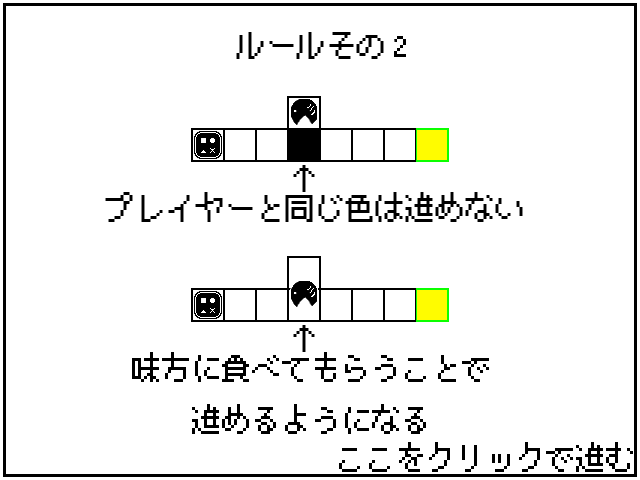 ルールその2
プレイヤーと同じ色は進めない
味方に食べてもらうことで
進めるようになる
ここをクリックで進む